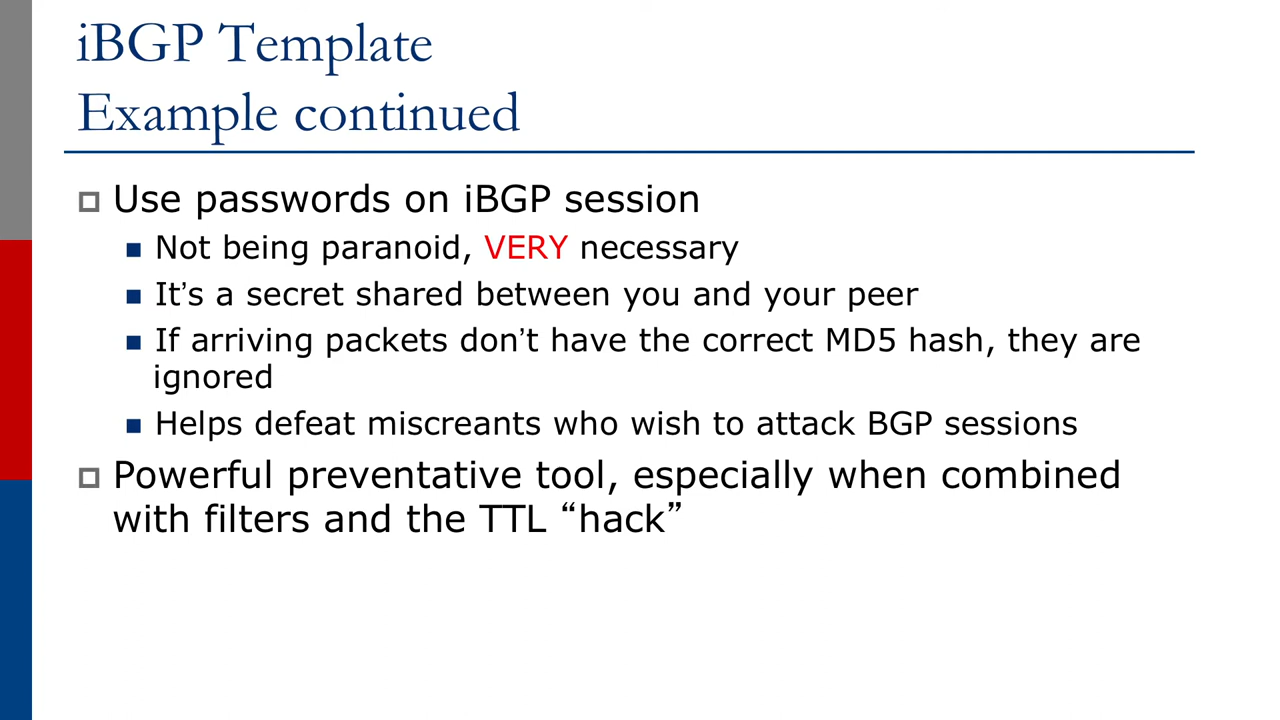 iBGP Template
Example continued
Use passwords on iBGP session
Not being paranoid, VERY necessary
It’s a secret shared between you and your peer
If arriving packets don’t have the correct MD5 hash, they are
ignored
Helps defeat miscreants who wish to attack BGP sessions
Powerful preventative tool, especially when combined
with filters and the TTL “hack”